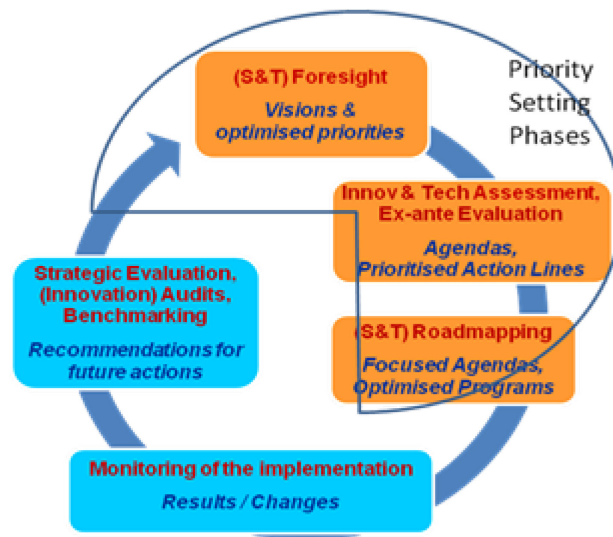 (S&T) Foresight
Visions &
optimised priorities
Priority
Setting
Phases
Innov & Tech Assessment,
Ex-ante Evaluation
Agendas,
Prioritised Action Lines
(S&T) Roadmapping
Focused Agendas,
Optimised Programs
Monitoring of the implementation
Results / Changes
Strategic Evaluation,
(Innovation) Audits,
Benchmarking
Recommendations for
future actions